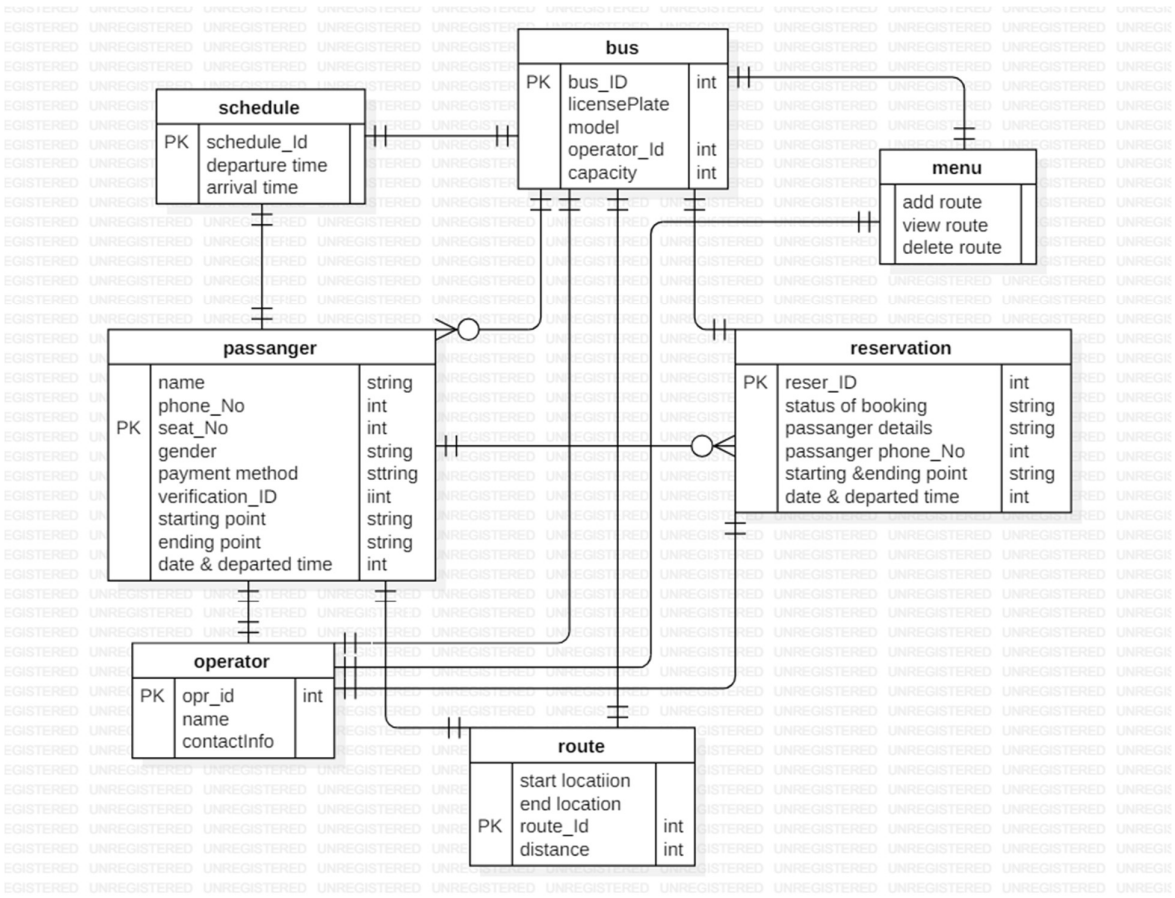 bus
PK bus_ID int
licensePlate
model
operator_Id int
capacity int
schedule
PK schedule_Id
departure time
arrival time
menu
add route
view route
delete route
passanger
name string
phone_No int
PK seat_No int
gender string
payment method sttring
verification_ID iint
starting point string
ending point string
date & departed time int
reservation
PK reser_ID int
status of booking string
passanger details string
passanger phone_No int
starting &ending point string
date & departed time int
operator
PK opr_id int
name
contactInfo
route
start locatiion
end location
PK route_Id int
distance int
UNREGISTERED